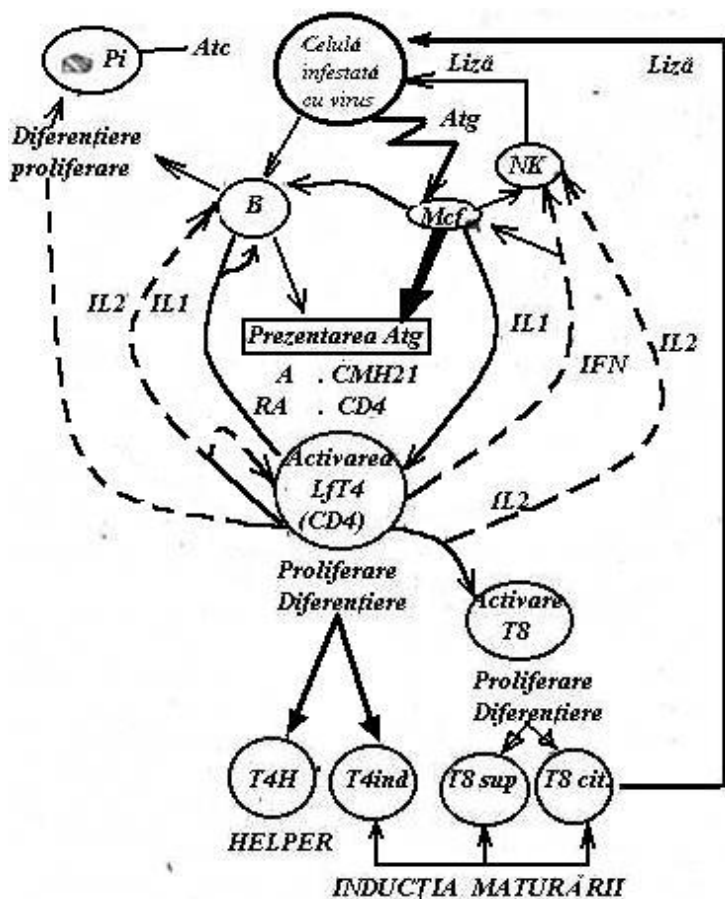 Pi
Atc
Celulă
infestată
cu virus
Liză
Liză
Atg
Diferențiere
proliferare
NK
B
Mcf
IL2
IL1
Prezentarea Atg
IL1
IFN
IL2
A . CMH21
RA . CD4
Activarea
LfT4
(CD4)
IL2
Proliferare
Diferențiere
Activare
T8
Proliferare
Diferențiere
T4H
T4ind
T8 sup
T8 cit.
HELPER
INDUCȚIA MATURĂRII